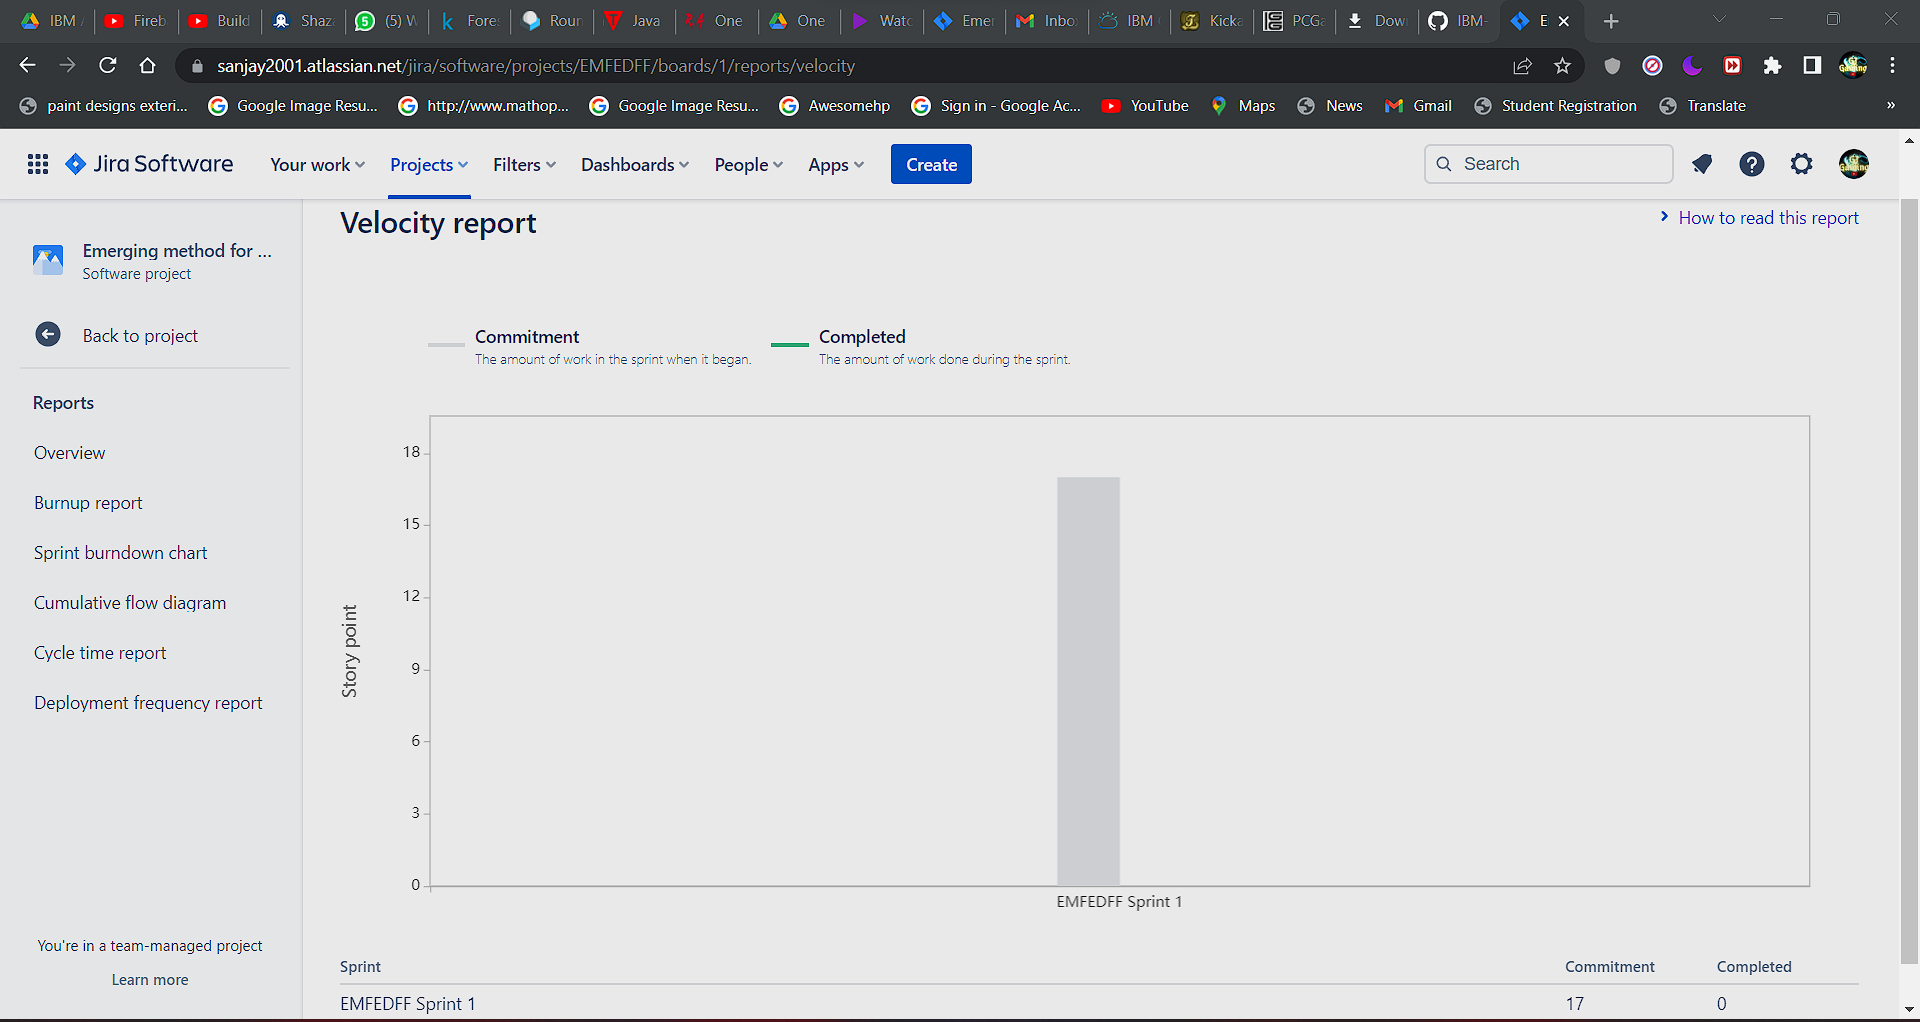 IBM Fireb Build Shaz (5) W Fores Roun Java One One Watc Emer Inbo IBM Kicka PCGa Dow IBM- E
sanjay2001.atlassian.net/jira/software/projects/EMFEDFF/boards/1/reports/velocity
paint designs exteri... Google Image Resu... http://www.mathop... Google Image Resu... Awesomehp Sign in - Google Ac... YouTube Maps News Gmail Student Registration Translate »
Jira Software Your work Projects Filters Dashboards People Apps Create Search
Velocity report
How to read this report
Emerging method for ...
Software project
Back to project
Reports
Overview
Burnup report
Sprint burndown chart
Cumulative flow diagram
Cycle time report
Deployment frequency report
You're in a team-managed project
Learn more
Commitment
The amount of work in the sprint when it began.
Completed
The amount of work done during the sprint.
Story point
18
15
12
9
6
3
0
EMFEDFF Sprint 1
Sprint Commitment Completed
EMFEDFF Sprint 1 17 0